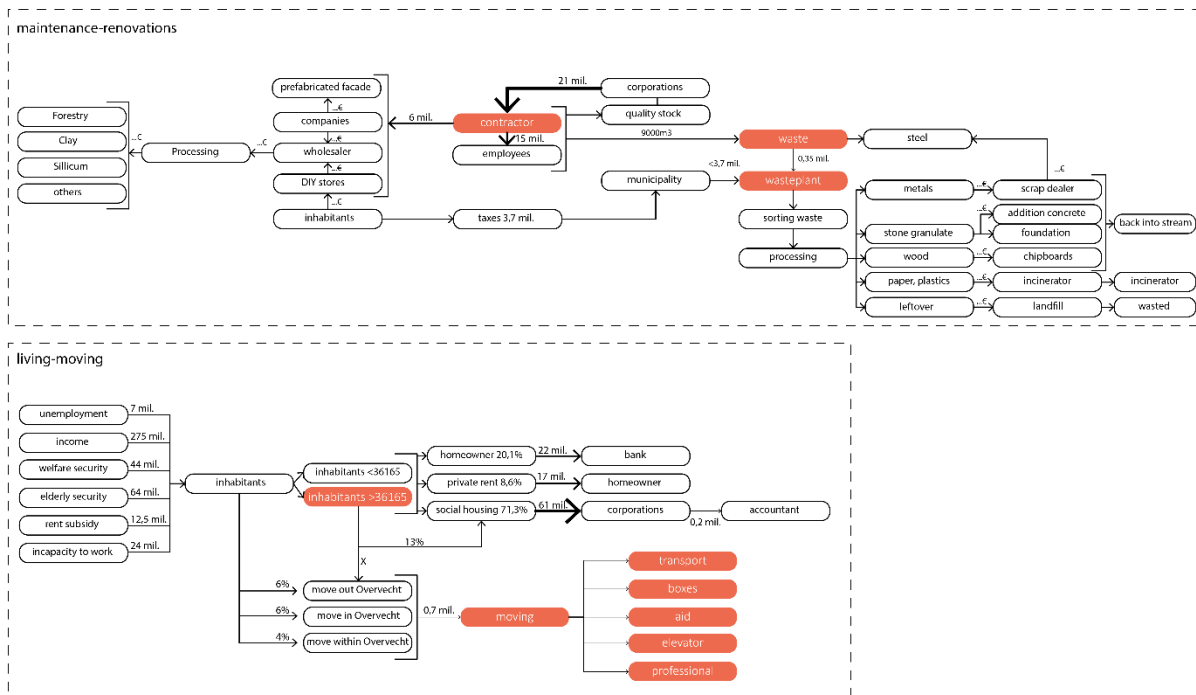 maintenance-renovations
21 mil.
prefabricated facade
corporations
...€
Forestry
6 mil.
contractor
quality stock
companies
15 mil.
9000m3
Clay
...C
...€
waste
steel
...C
Processing
wholesaler
employees
Sillicum
...€
0,35 mil.
<3,7 mil.
...€
others
DIY stores
municipality
wasteplant
metals
...€
scrap dealer
...C
inhabitants
taxes 3,7 mil.
sorting waste
...€
addition concrete
back into stream
stone granulate
foundation
processing
wood
...€
chipboards
paper, plastics
...€
incinerator
incinerator
leftover
...€
landfill
wasted
living-moving
unemployment
7 mil.
income
275 mil.
homeowner 20,1%
22 mil.
bank
welfare security
44 mil.
inhabitants <36165
inhabitants
private rent 8,6%
17 mil.
homeowner
elderly security
64 mil.
inhabitants >36165
61 mil.
rent subsidy
12,5 mil.
social housing 71,3%
corporations
accountant
0,2 mil.
incapacity to work
24 mil.
13%
X
transport
6%
move out Overvecht
boxes
6%
move in Overvecht
0,7 mil.
moving
aid
4%
move within Overvecht
elevator
professional